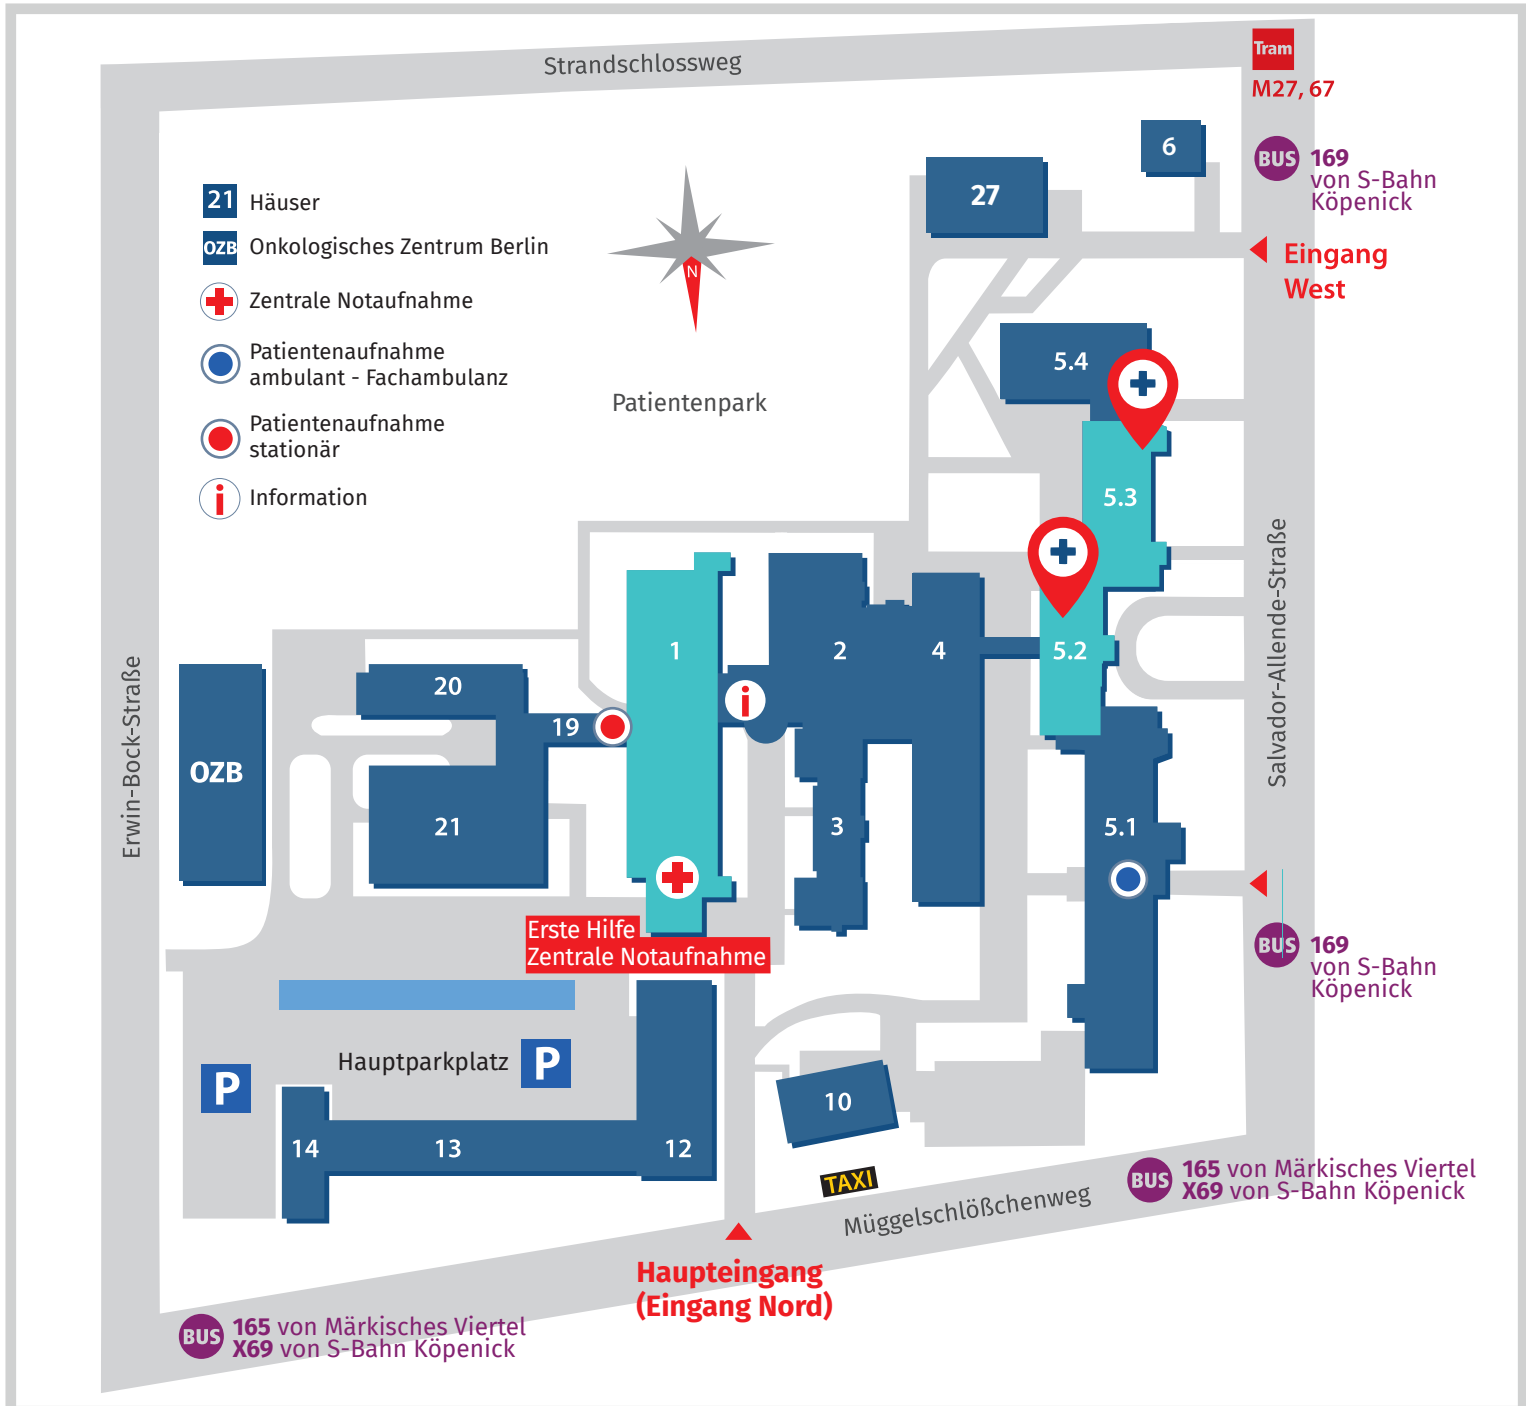 Strandschlossweg
Tram
M27, 67
BUS 169
von S-Bahn
Köpenick
6
27
21 Häuser
OZB Onkologisches Zentrum Berlin
Zentrale Notaufnahme
Patientenaufnahme
ambulant - Fachambulanz
Patientenaufnahme
stationär
i Information
N
Patientenpark
Eingang
West
5.4
5.3
5.2
5.1
Salvador-Allende-Straße
Erwin-Bock-Straße
1
2
4
i
20
19
OZB
21
3
Erste Hilfe
Zentrale Notaufnahme
BUS 169
von S-Bahn
Köpenick
Hauptparkplatz P
P
10
14
13
12
TAXI
Müggelschlößchenweg
BUS 165 von Märkisches Viertel
X69 von S-Bahn Köpenick
Haupteingang
(Eingang Nord)
BUS 165 von Märkisches Viertel
X69 von S-Bahn Köpenick